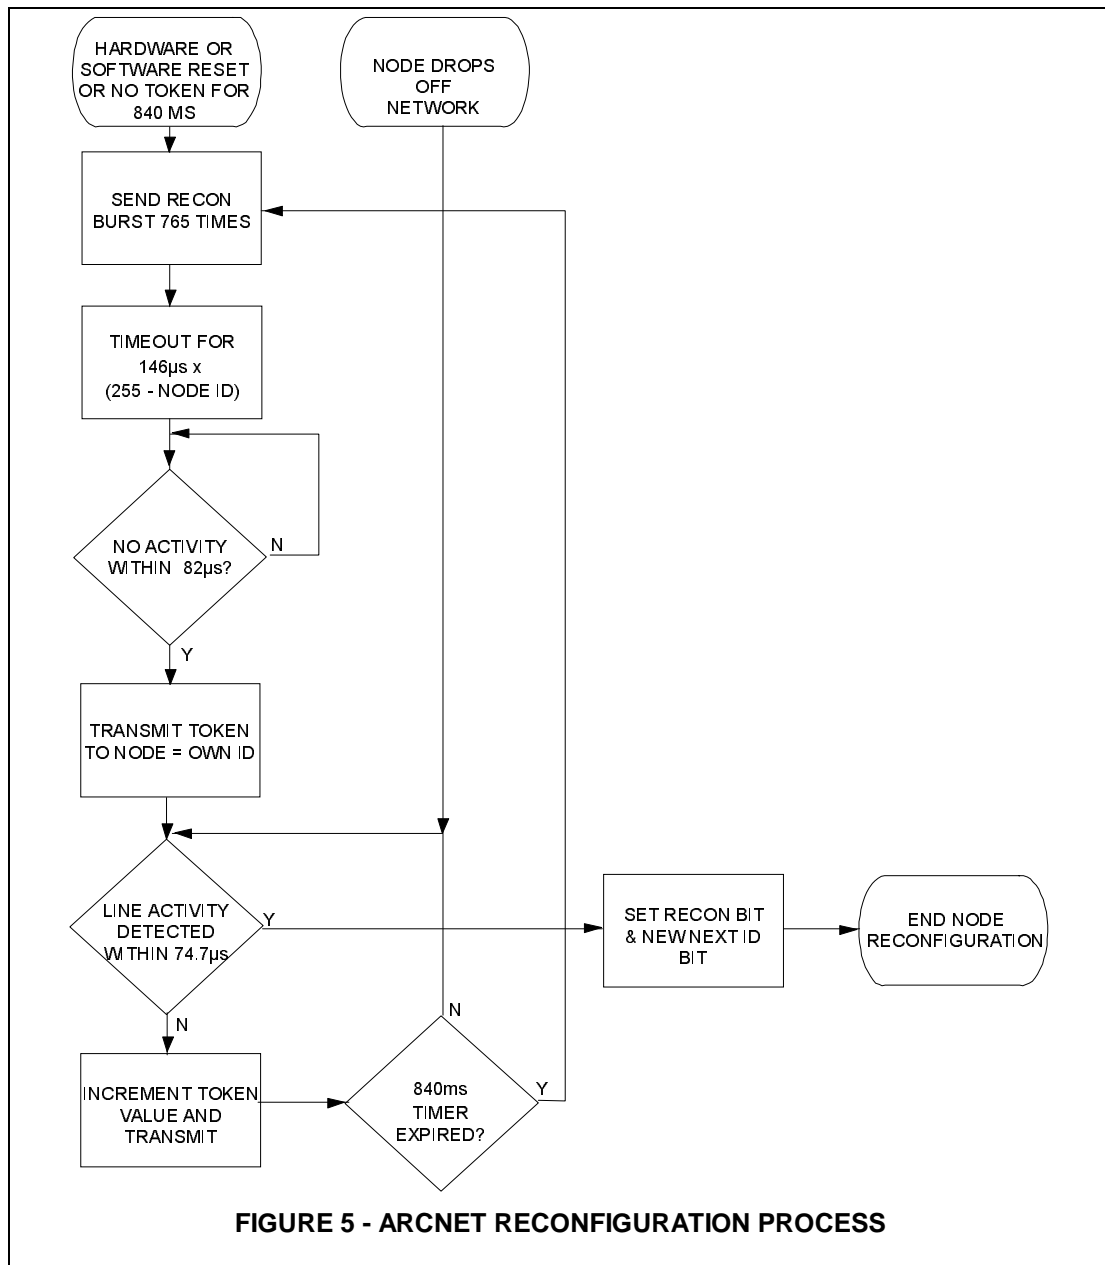 HARDWARE OR
SOFTWARE RESET
OR NO TOKEN FOR
840 MS
NODE DROPS
OFF
NETWORK
SEND RECON
BURST 765 TIMES
TIMEOUT FOR
146µs x
(255 - NODE ID)
NO ACTIVITY
WITHIN 82µs?
N
Y
TRANSMIT TOKEN
TO NODE = OWN ID
LINE ACTIVITY
DETECTED
WITHIN 74.7µs
Y
N
SET RECON BIT
& NEW NEXT ID
BIT
END NODE
RECONFIGURATION
INCREMENT TOKEN
VALUE AND
TRANSMIT
N
840ms
TIMER
EXPIRED?
Y
FIGURE 5 - ARCNET RECONFIGURATION PROCESS